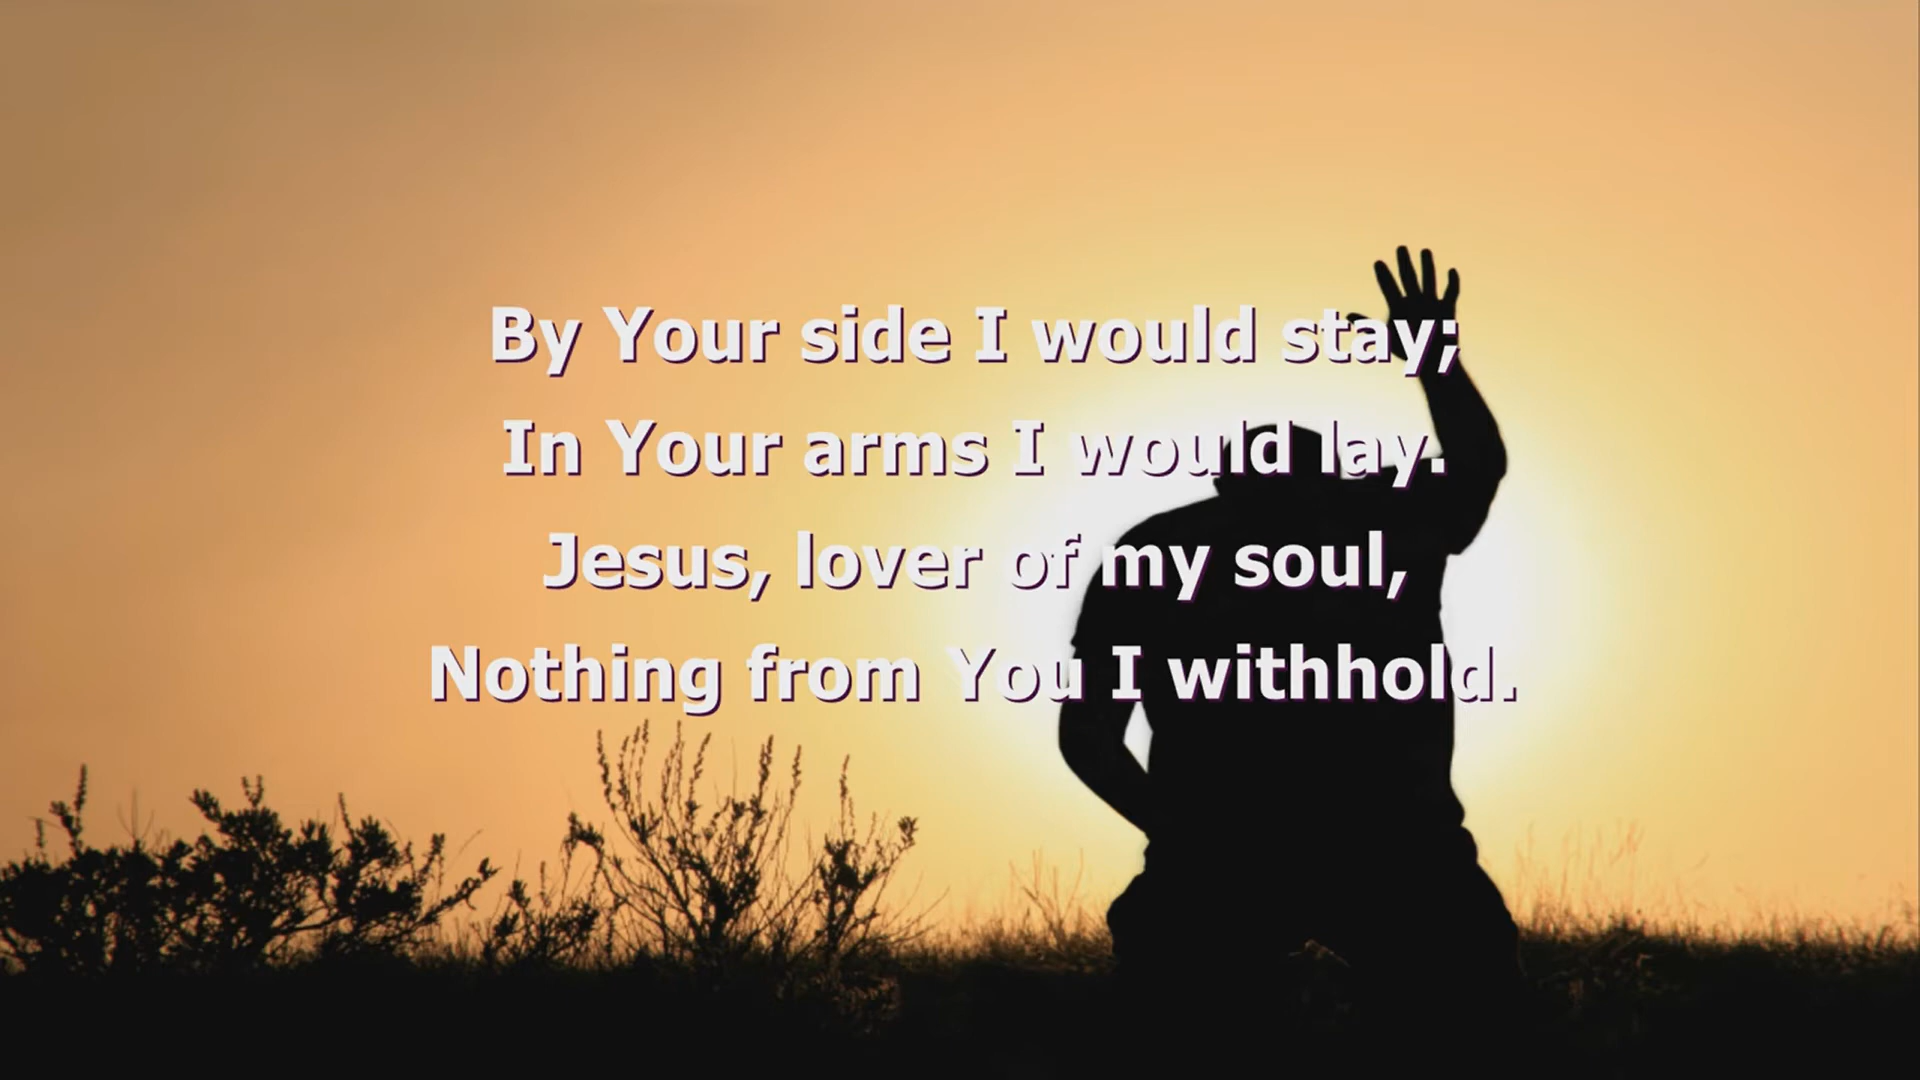 By Your side I would stay;
In Your arms I would lay.
Jesus, lover of my soul,
Nothing from You I withhold.